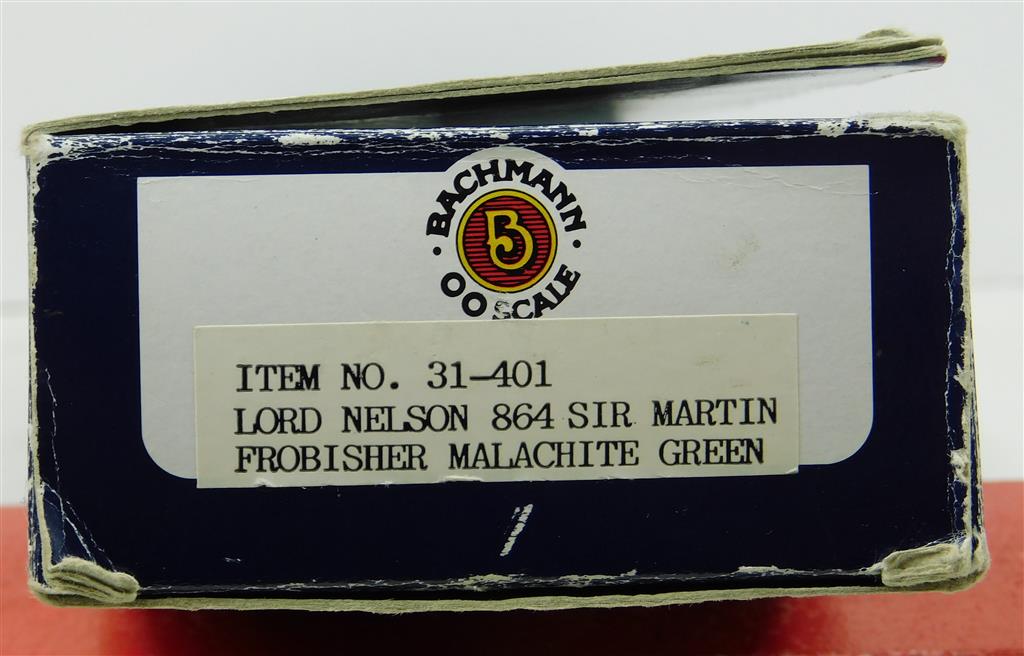 BACHMANN
B
OO SCALE
ITEM NO. 31-401
LORD NELSON 864 SIR MARTIN
FROBISHER MALACHITE GREEN